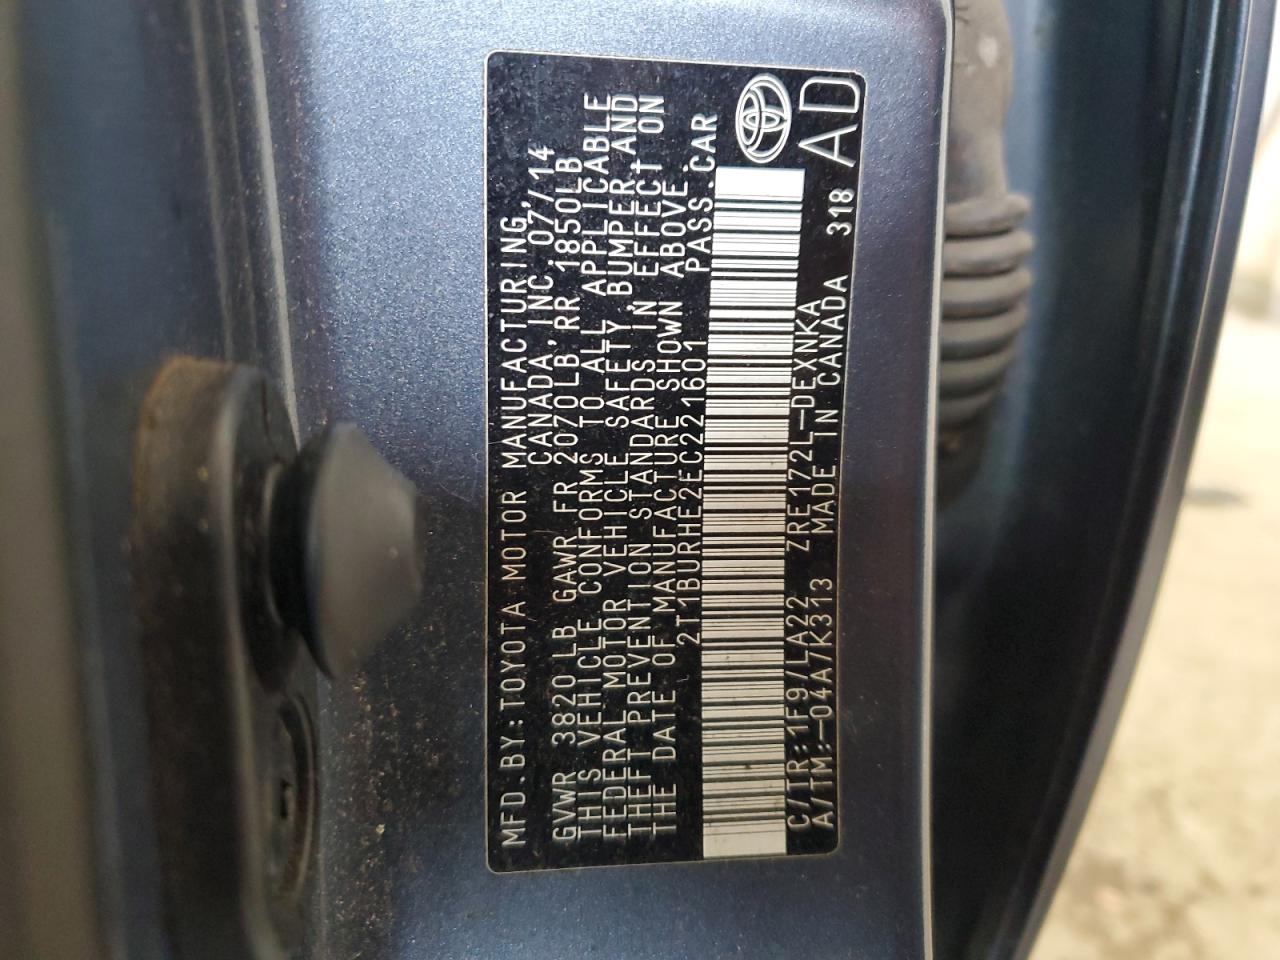 MFD.BY:TOYOTA MOTOR MANUFACTURING,
CANADA,INC. 07/14
GVWR 3820LB GAWR FR 2070LB,RR 1850LB
THIS VEHICLE CONFORMS TO ALL APPLICABLE
FEDERAL MOTOR VEHICLE SAFETY,BUMPER,AND
THEFT PREVENTION STANDARDS IN EFFECT ON
THE DATE OF MANUFACTURE SHOWN ABOVE
2T1BURHE2EC221601 PASS.CAR
C/TR:1F9/LA22 ZRE172L-DEXNKA 318
A/TM:-04A/K313 MADE IN CANADA
AD